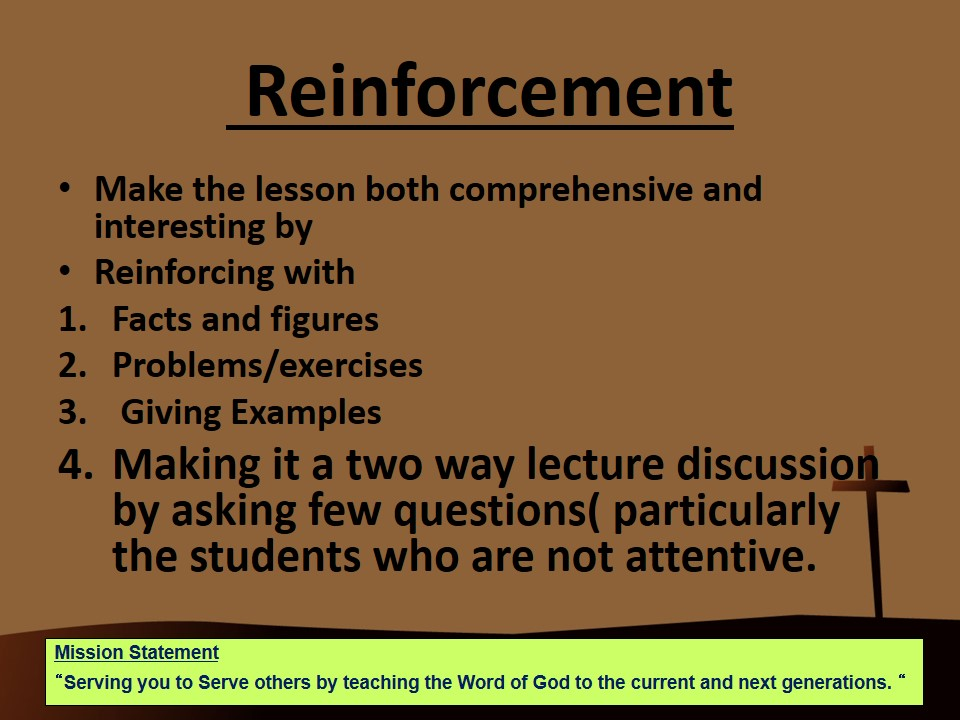 Reinforcement
• Make the lesson both comprehensive and
interesting by
• Reinforcing with
1. Facts and figures
2. Problems/exercises
3. Giving Examples
4. Making it a two way lecture discussion
by asking few questions( particularly
the students who are not attentive.
Mission Statement
“Serving you to Serve others by teaching the Word of God to the current and next generations. “